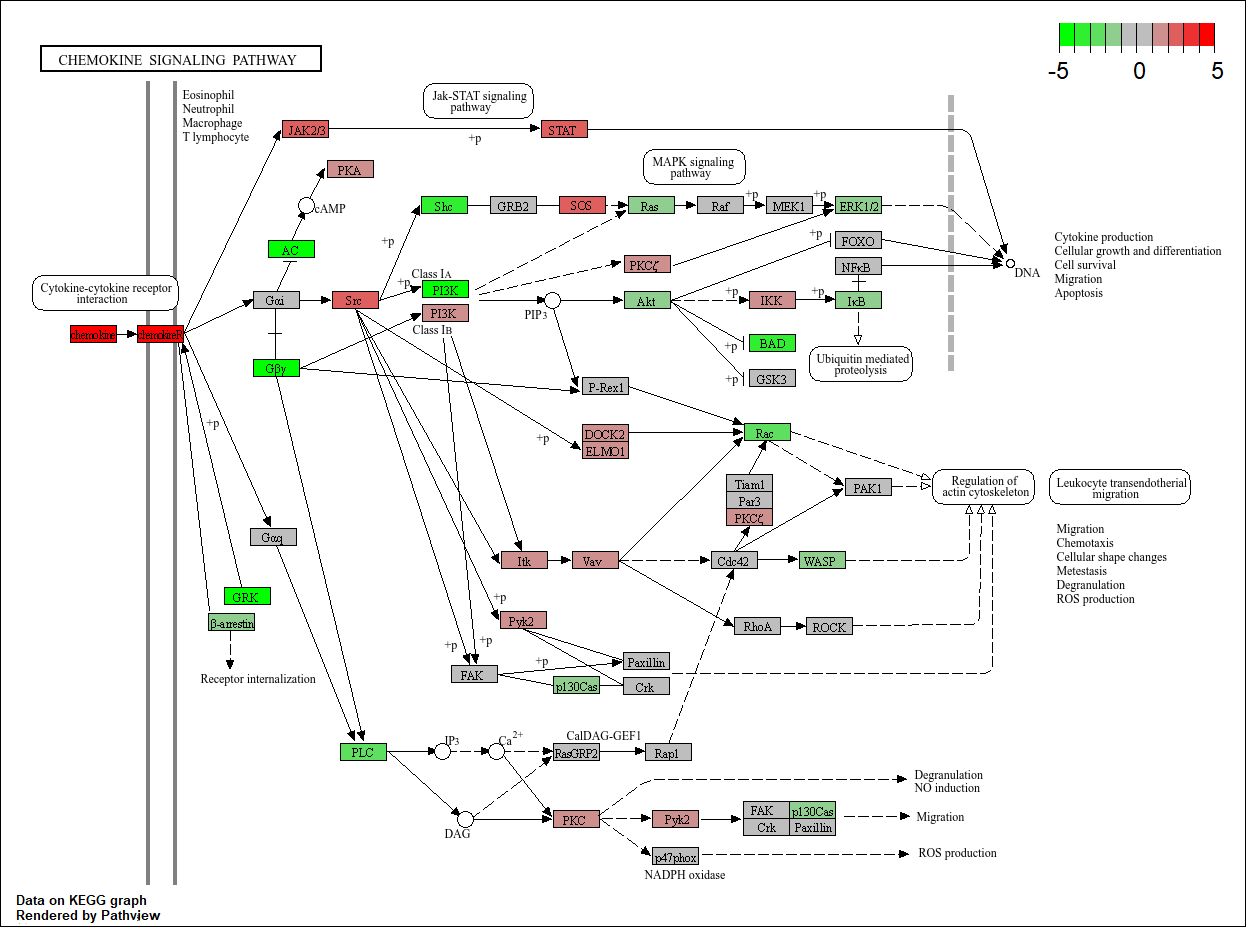 CHEMOKINE SIGNALING PATHWAY
-5 0 5
Eosinophil
Neutrophil
Macrophage
T lymphocyte
Jak-STAT signaling
pathway
JAK2/3
+p
STAT
MAPK signaling
pathway
PKA
cAMP
AC
+p
Shc
GRB2
SOS
Ras
Raf
+p
MEK1
+p
ERK1/2
+p
FOXO
NFκB
DNA
Cytokine production
Cellular growth and differentiation
Cell survival
Migration
Apoptosis
Cytokine-cytokine receptor
interaction
chemokine
chemokineR
Gαi
Src
+p
Class IA
PI3K
PI3K
Class IB
PKCζ
PIP3
Akt
+p
IKK
+p
IκB
+p
BAD
+p
GSK3
Ubiquitin mediated
proteolysis
Gβγ
P-Rex1
+p
DOCK2
ELMO1
Rac
+p
Tiam1
Par3
PKCζ
PAK1
Regulation of
actin cytoskeleton
Leukocyte transendotherial
migration
Migration
Chemotaxis
Cellular shape changes
Metestasis
Degranulation
ROS production
Gαq
Itk
Vav
Cdc42
WASP
GRK
β-arrestin
+p
Pyk2
RhoA
ROCK
Receptor internalization
+p
+p
FAK
+p
Paxillin
p130Cas
Crk
PLC
IP3
Ca2+
CalDAG-GEF1
RasGRP2
Rap1
DAG
PKC
Pyk2
FAK
p130Cas
Crk
Paxillin
Degranulation
NO induction
Migration
p47phox
ROS production
NADPH oxidase
Data on KEGG graph
Rendered by Pathview